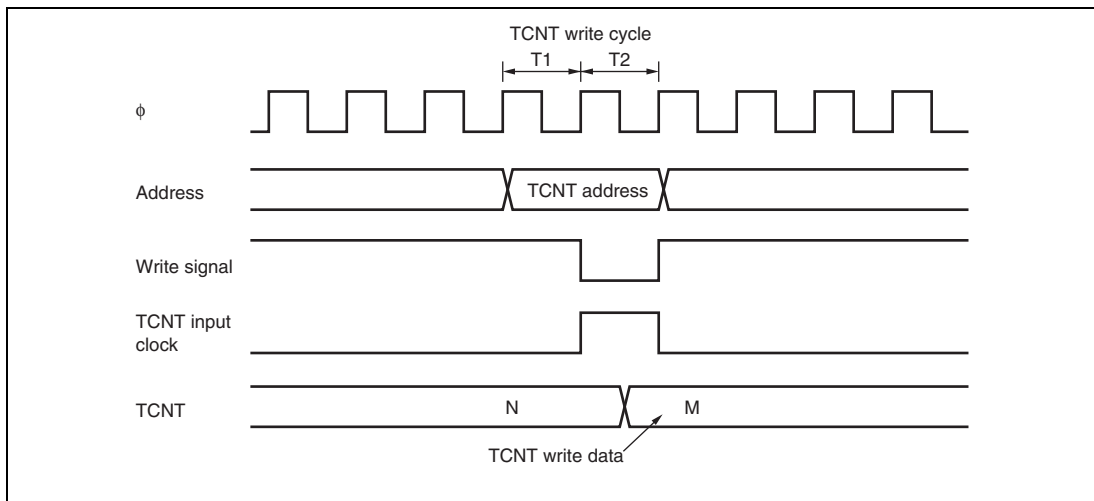 TCNT write cycle
T1 T2
ϕ
Address
TCNT address
Write signal
TCNT input
clock
TCNT
N
M
TCNT write data